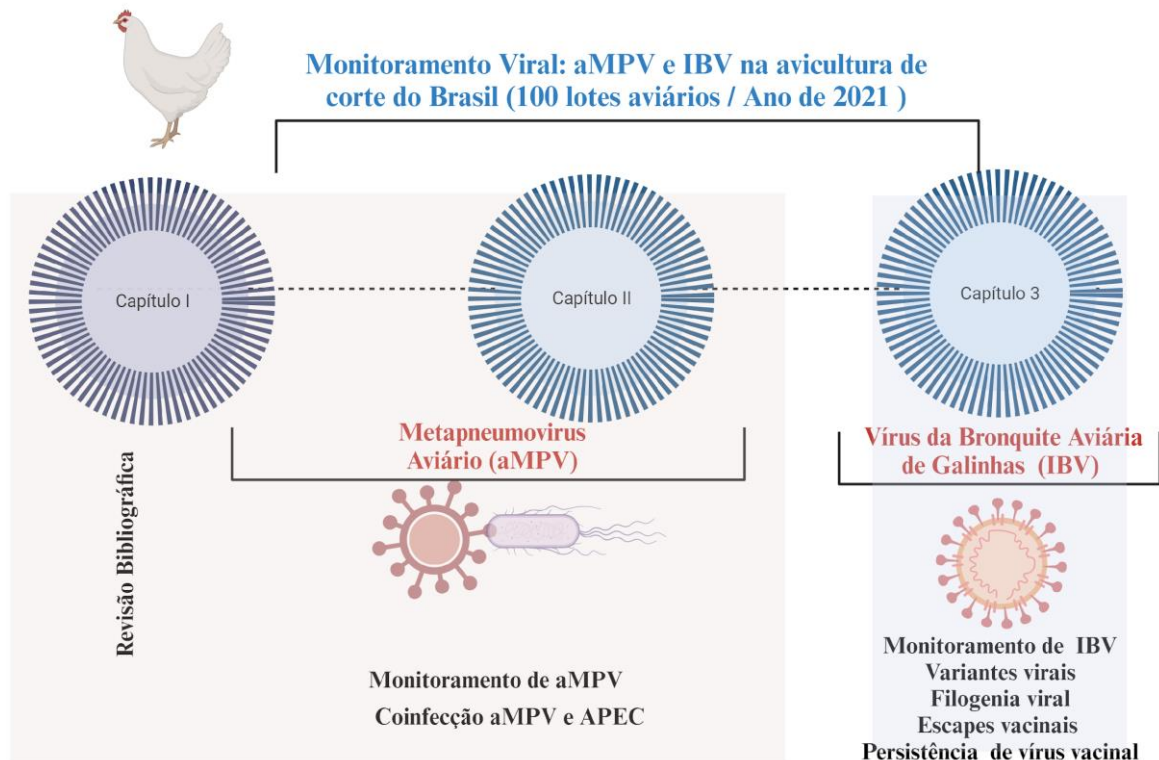 Monitoramento Viral: aMPV e IBV na avicultura de
corte do Brasil (100 lotes aviários / Ano de 2021 )
Capítulo I
Capítulo II
Capítulo 3
Revisão Bibliográfica
Metapneumovirus
Aviário (aMPV)
Monitoramento de aMPV
Coinfecção aMPV e APEC
Vírus da Bronquite Aviária
de Galinhas (IBV)
Monitoramento de IBV
Variantes virais
Filogenia viral
Escapes vacinais
Persistência de vírus vacinal